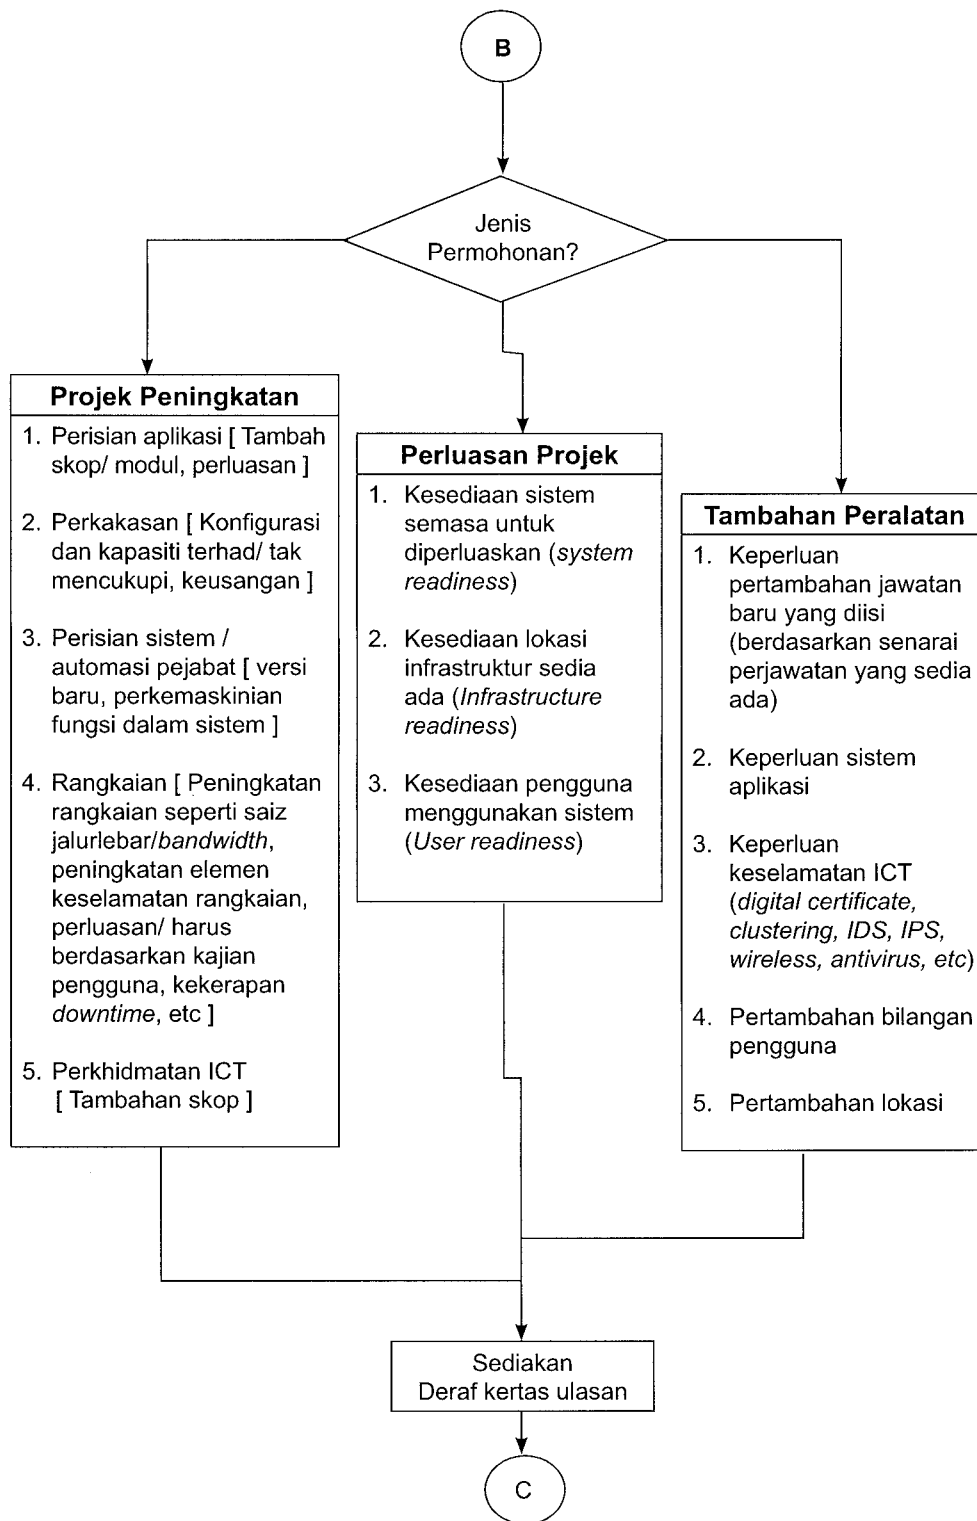 B
Jenis
Permohonan?
Projek Peningkatan
1. Perisian aplikasi [ Tambah
skop/ modul, perluasan ]
2. Perkakasan [ Konfigurasi
dan kapasiti terhad/ tak
mencukupi, keusangan ]
3. Perisian sistem /
automasi pejabat [ versi
baru, perkemaskinian
fungsi dalam sistem ]
4. Rangkaian [ Peningkatan
rangkaian seperti saiz
jalurlebar/bandwidth,
peningkatan elemen
keselamatan rangkaian,
perluasan/ harus
berdasarkan kajian
pengguna, kekerapan
downtime, etc ]
5. Perkhidmatan ICT
[ Tambahan skop ]
Perluasan Projek
1. Kesediaan sistem
semasa untuk
diperluaskan (system
readiness)
2. Kesediaan lokasi
infrastruktur sedia
ada (Infrastructure
readiness)
3. Kesediaan pengguna
menggunakan sistem
(User readiness)
Tambahan Peralatan
1. Keperluan
pertambahan jawatan
baru yang diisi
(berdasarkan senarai
perjawatan yang sedia
ada)
2. Keperluan sistem
aplikasi
3. Keperluan
keselamatan ICT
(digital certificate,
clustering, IDS, IPS,
wireless, antivirus, etc)
4. Pertambahan bilangan
pengguna
5. Pertambahan lokasi
Sediakan
Deraf kertas ulasan
C